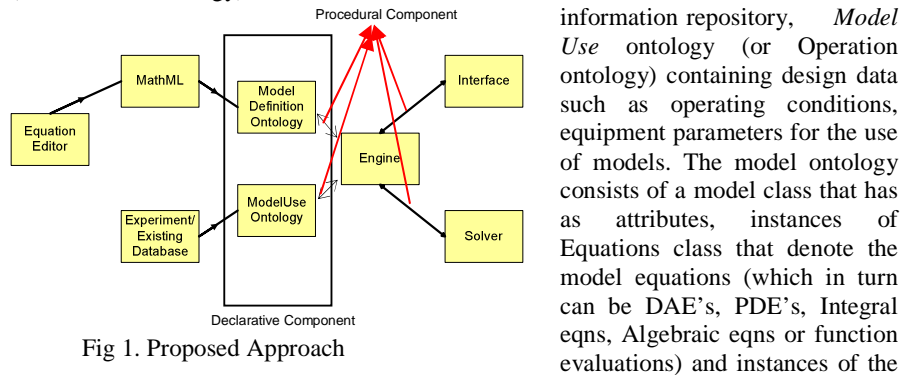 Procedural Component
MathML
Model
Definition
Ontology
Interface
Equation
Editor
Engine
Experiment/
Existing
Database
ModelUse
Ontology
Solver
Declarative Component
Fig 1. Proposed Approach
information repository, Model
Use ontology (or Operation
ontology) containing design data
such as operating conditions,
equipment parameters for the use
of models. The model ontology
consists of a model class that has
as attributes, instances of
Equations class that denote the
model equations (which in turn
can be DAE's, PDE's, Integral
eqns, Algebraic eqns or function
evaluations) and instances of the